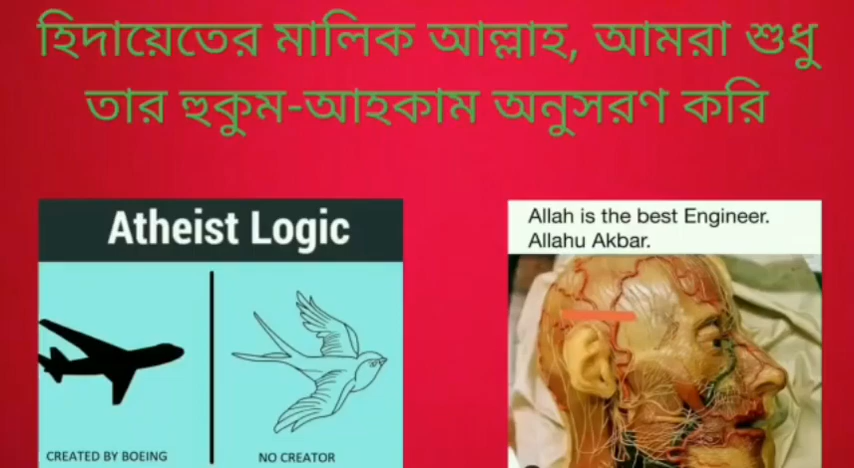 হিদায়েতের মালিক আল্লাহ, আমরা শুধু
তার হুকুম-আহকাম অনুসরণ করি
Atheist Logic
CREATED BY BOEING
NO CREATOR
Allah is the best Engineer.
Allahu Akbar.